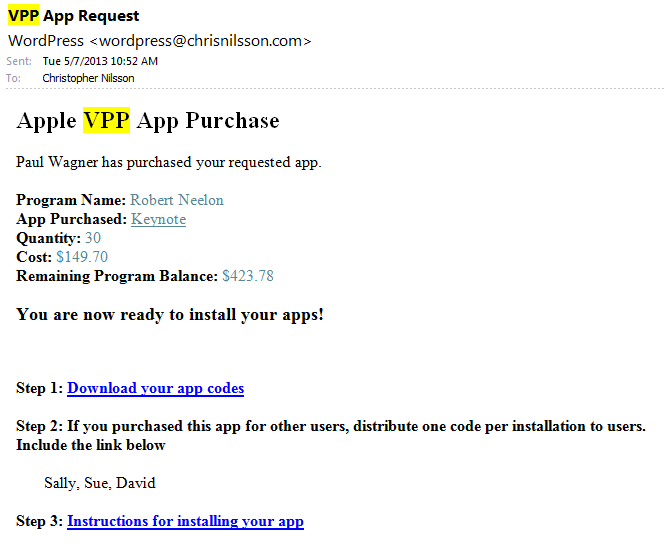 VPP App Request
WordPress <wordpress@chrisnilsson.com>
Sent: Tue 5/7/2013 10:52 AM
To: Christopher Nilsson
Apple VPP App Purchase
Paul Wagner has purchased your requested app.
Program Name: Robert Neelon
App Purchased: Keynote
Quantity: 30
Cost: $149.70
Remaining Program Balance: $423.78
You are now ready to install your apps!
Step 1: Download your app codes
Step 2: If you purchased this app for other users, distribute one code per installation to users.
Include the link below
Sally, Sue, David
Step 3: Instructions for installing your app